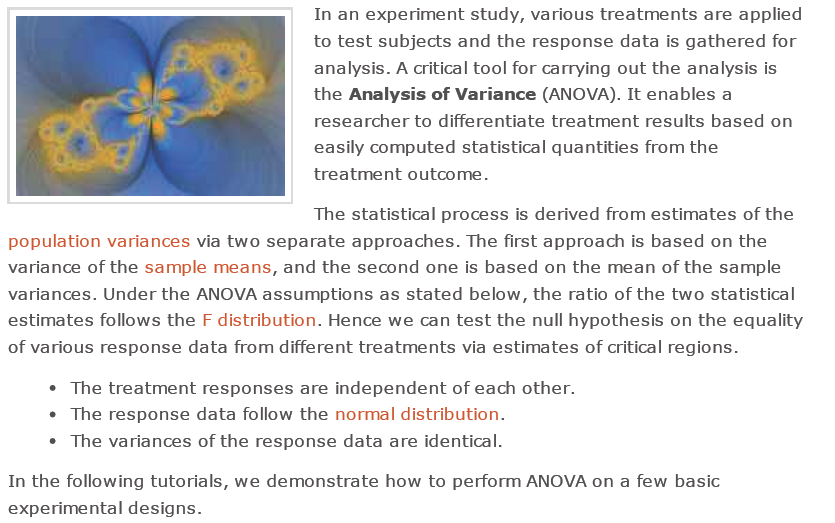 In an experiment study, various treatments are applied
to test subjects and the response data is gathered for
analysis. A critical tool for carrying out the analysis is
the Analysis of Variance (ANOVA). It enables a
researcher to differentiate treatment results based on
easily computed statistical quantities from the
treatment outcome.
The statistical process is derived from estimates of the
population variances via two separate approaches. The first approach is based on the
variance of the sample means, and the second one is based on the mean of the sample
variances. Under the ANOVA assumptions as stated below, the ratio of the two statistical
estimates follows the F distribution. Hence we can test the null hypothesis on the equality
of various response data from different treatments via estimates of critical regions.
• The treatment responses are independent of each other.
• The response data follow the normal distribution.
• The variances of the response data are identical.
In the following tutorials, we demonstrate how to perform ANOVA on a few basic
experimental designs.